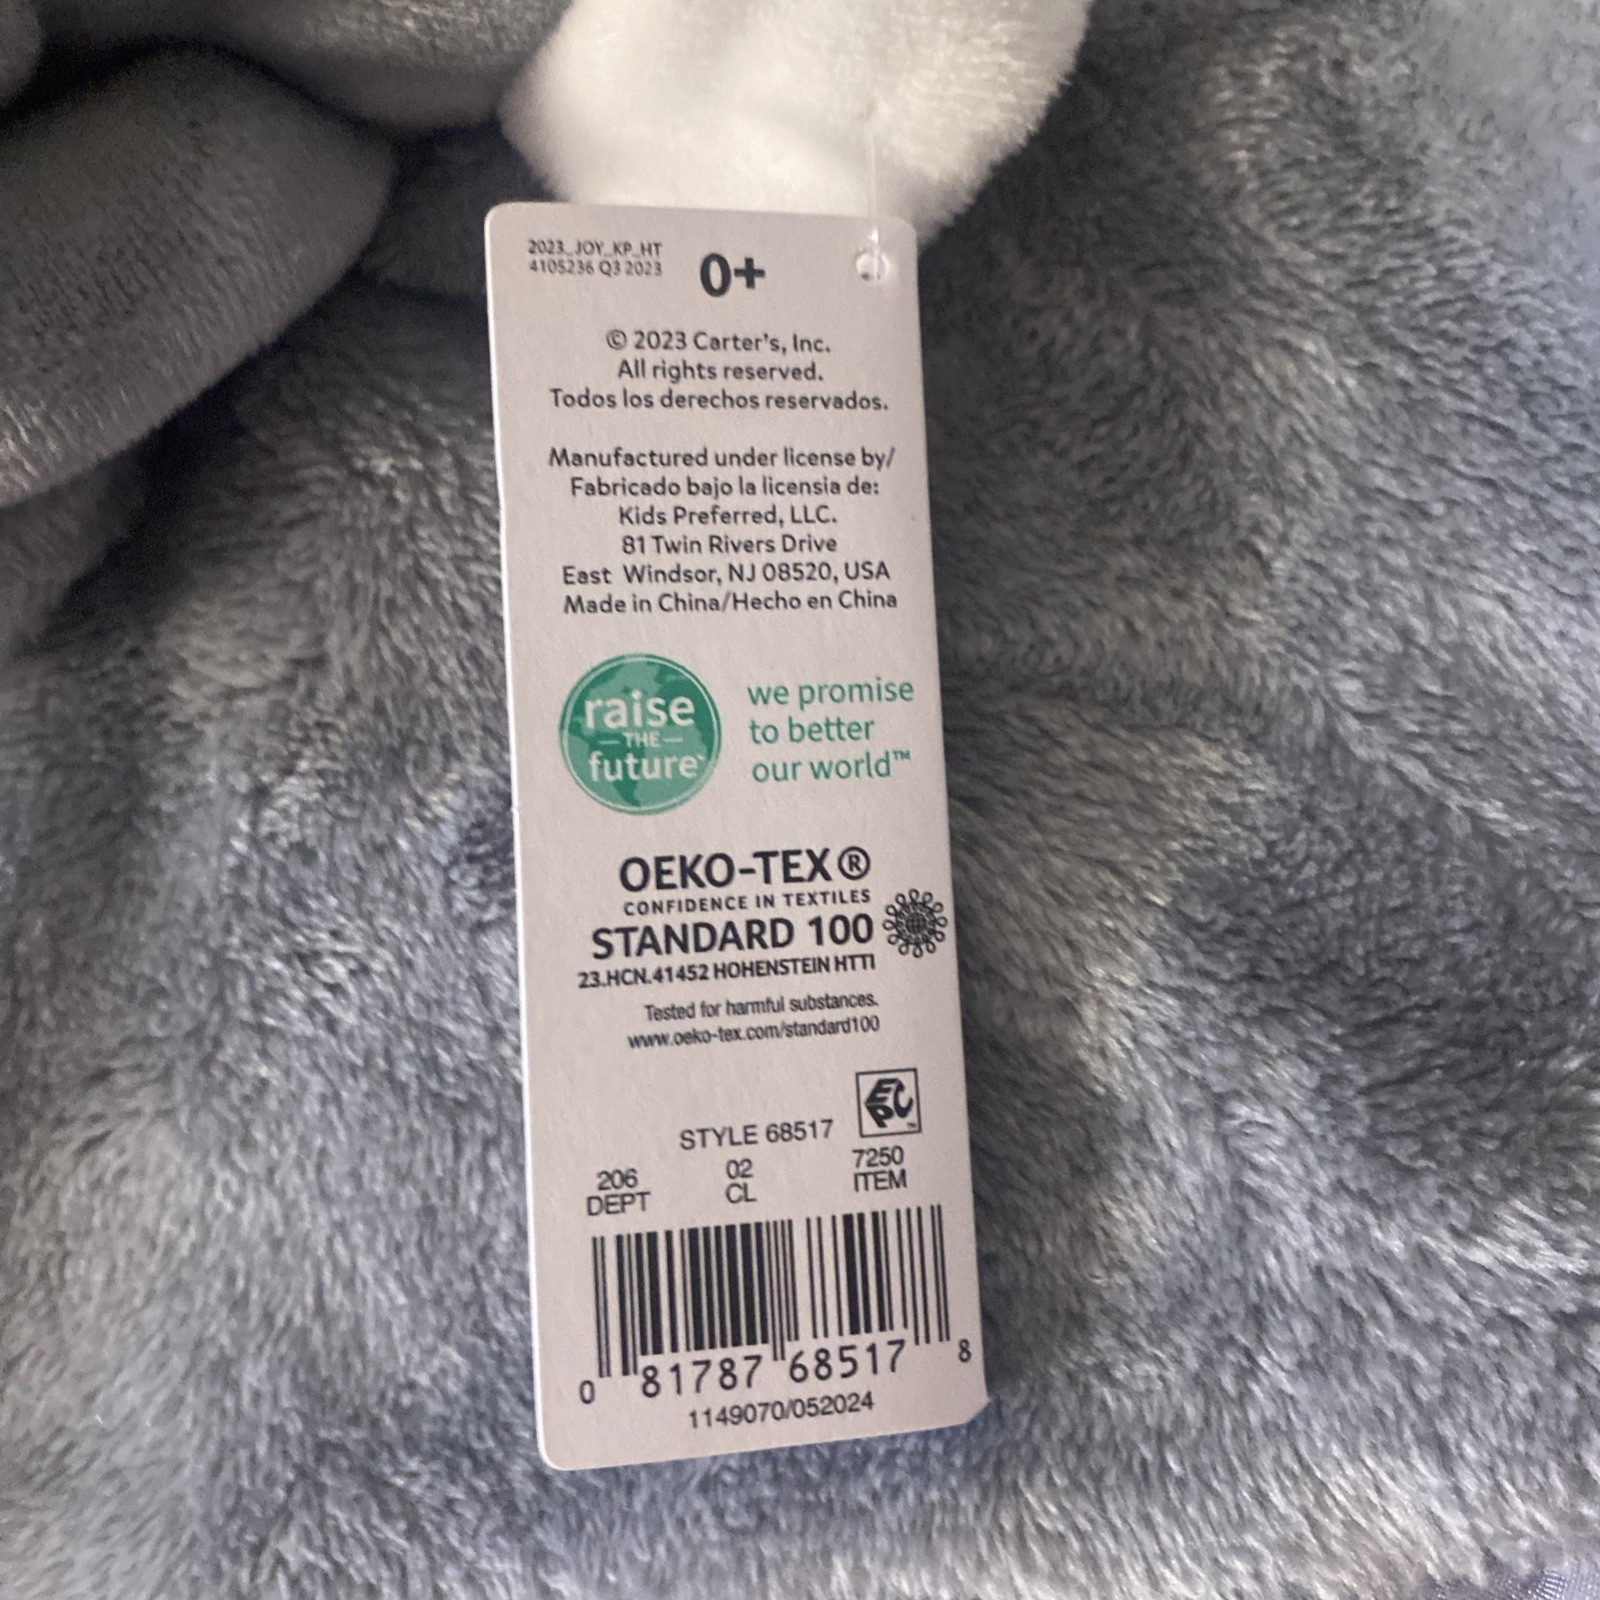 2023_JOY_KP_HT
4105236 Q3 2023
0+
© 2023 Carter's, Inc.
All rights reserved.
Todos los derechos reservados.
Manufactured under license by/
Fabricado bajo la licensia de:
Kids Preferred, LLC.
81 Twin Rivers Drive
East Windsor, NJ 08520, USA
Made in China/Hecho en China
raise
THE
future
we promise
to better
our world™
OEKO-TEX®
CONFIDENCE IN TEXTILES
STANDARD 100
23.HCN.41452 HOHENSTEIN HTTI
Tested for harmful substances.
www.oeko-tex.com/standard100
EPC™
STYLE 68517
206 02 7250
DEPT CL ITEM
0 81787 68517 8
1149070/052024